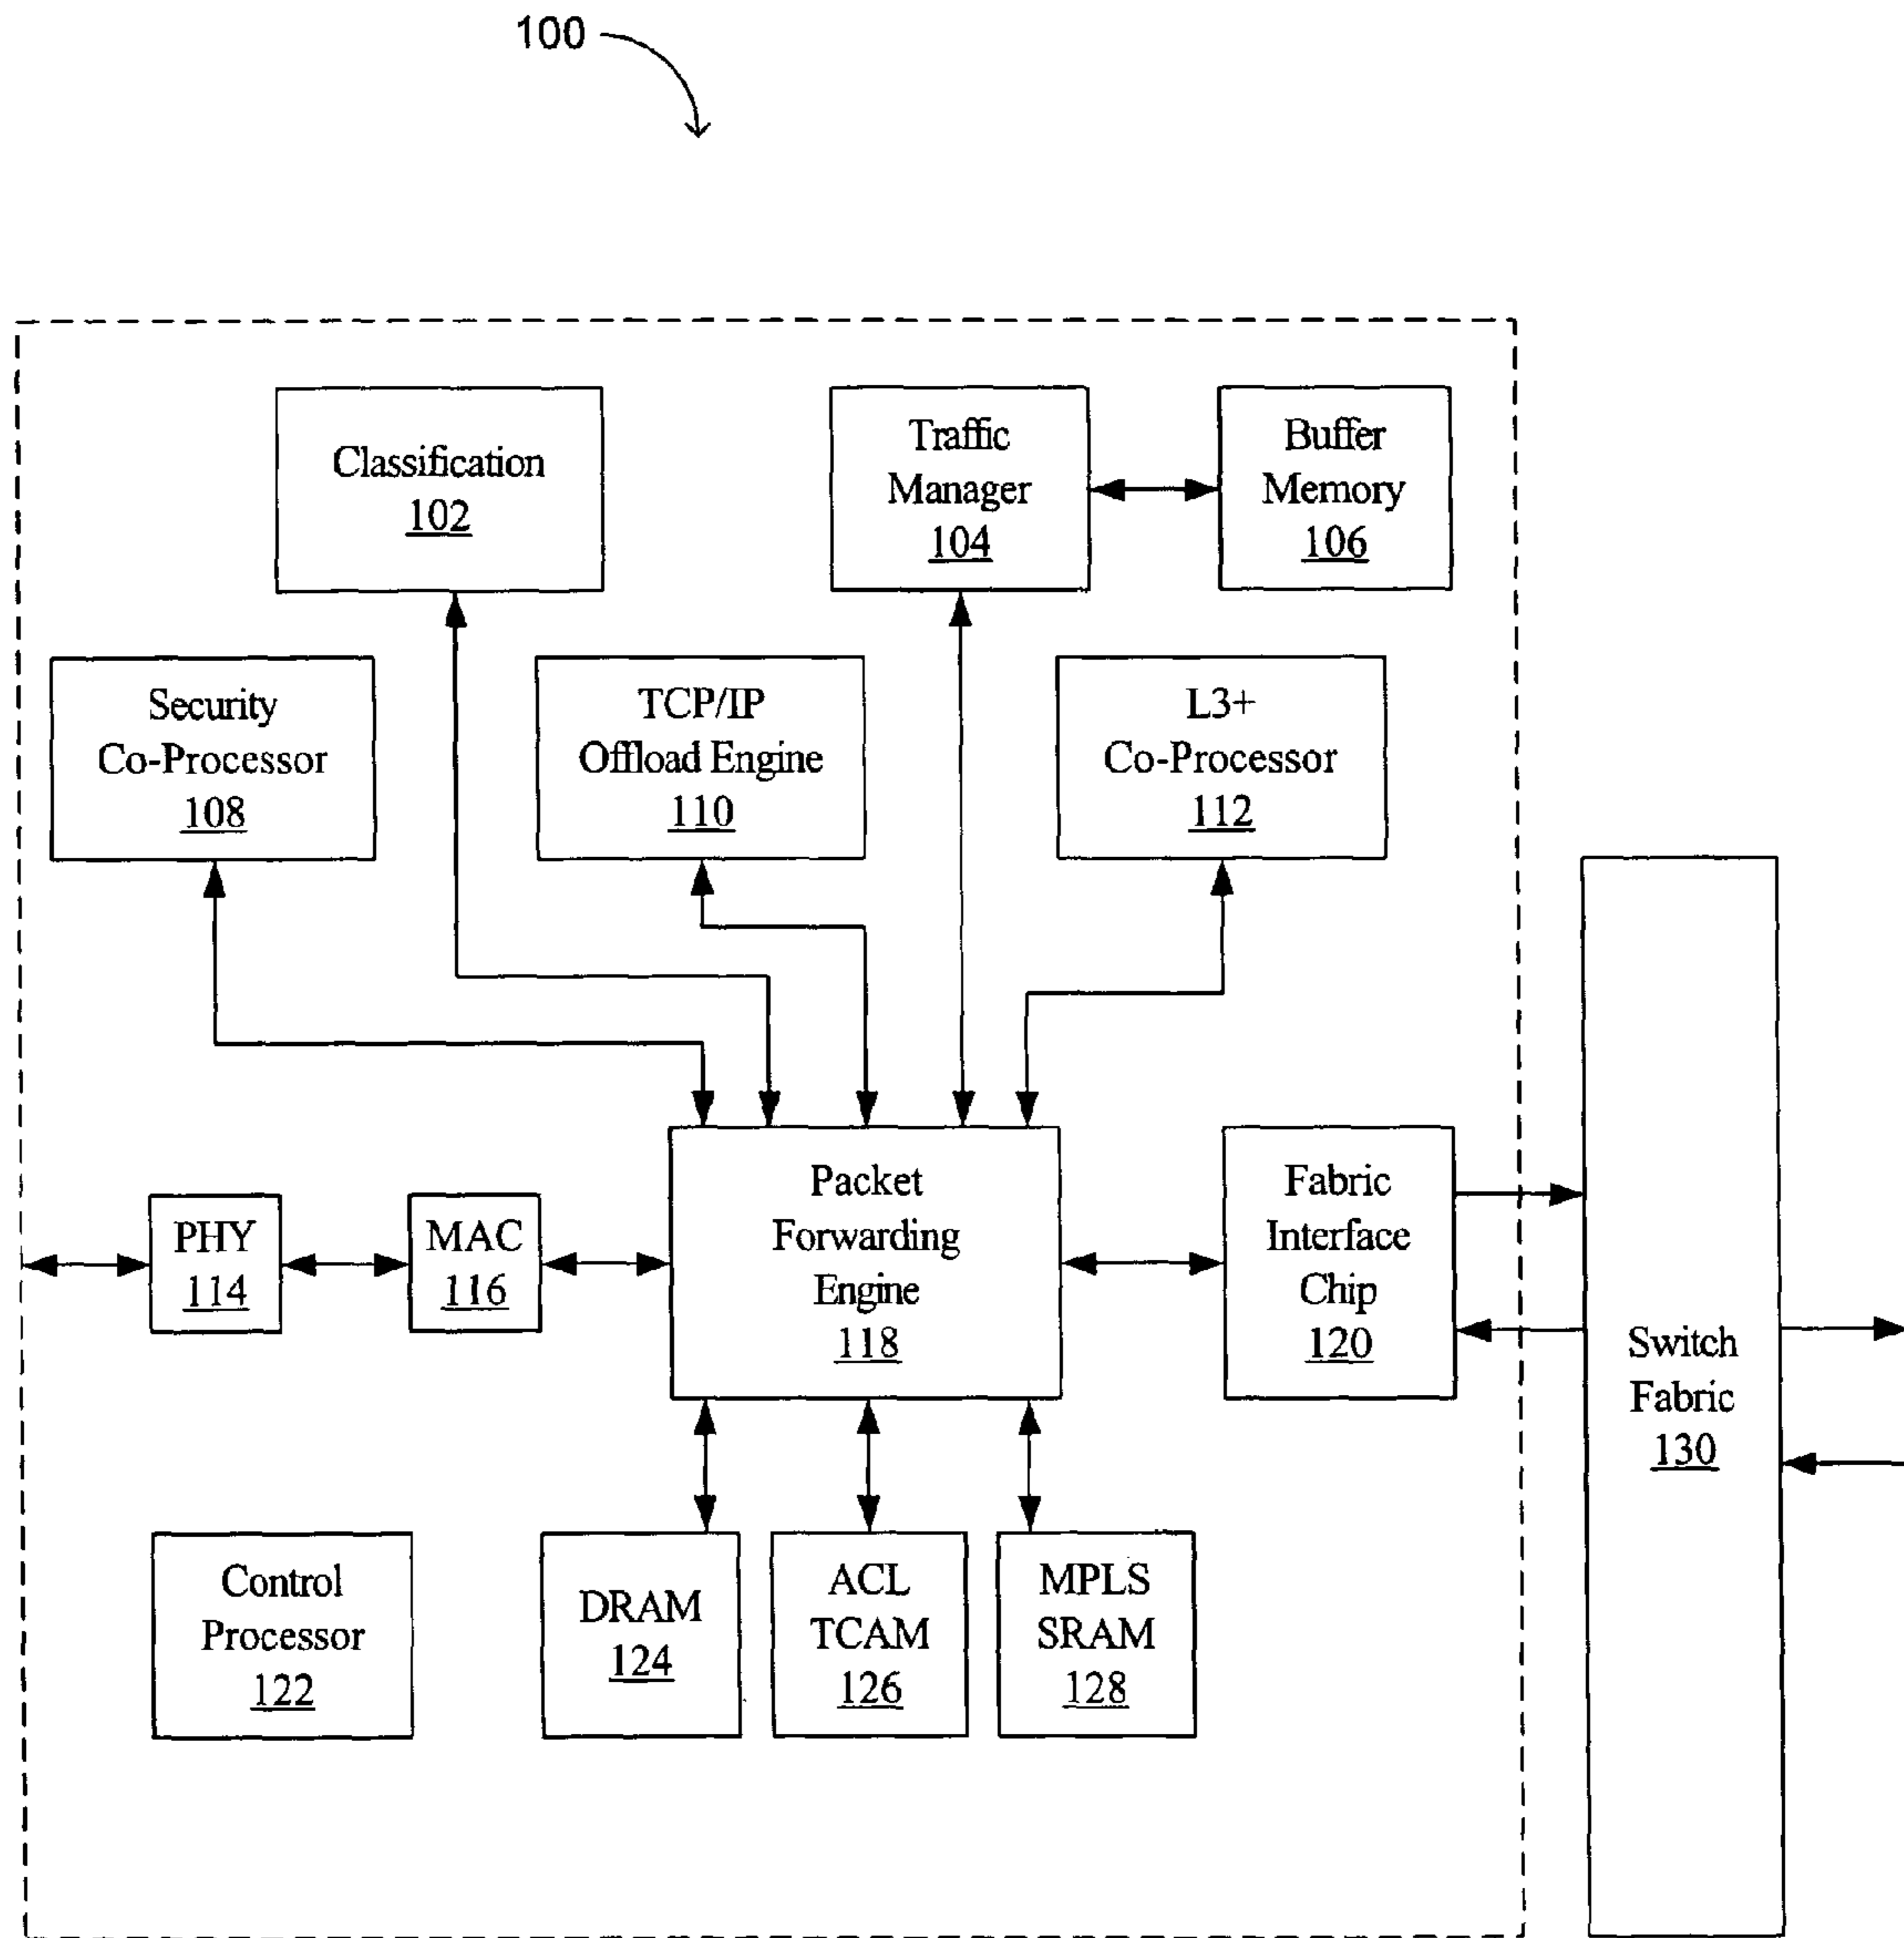 100
Classification
102
Traffic
Manager
104
Buffer
Memory
106
Security
Co-Processor
108
TCP/IP
Offload Engine
110
L3+
Co-Processor
112
PHY
114
MAC
116
Packet
Forwarding
Engine
118
Fabric
Interface
Chip
120
Switch
Fabric
130
Control
Processor
122
DRAM
124
ACL
TCAM
126
MPLS
SRAM
128